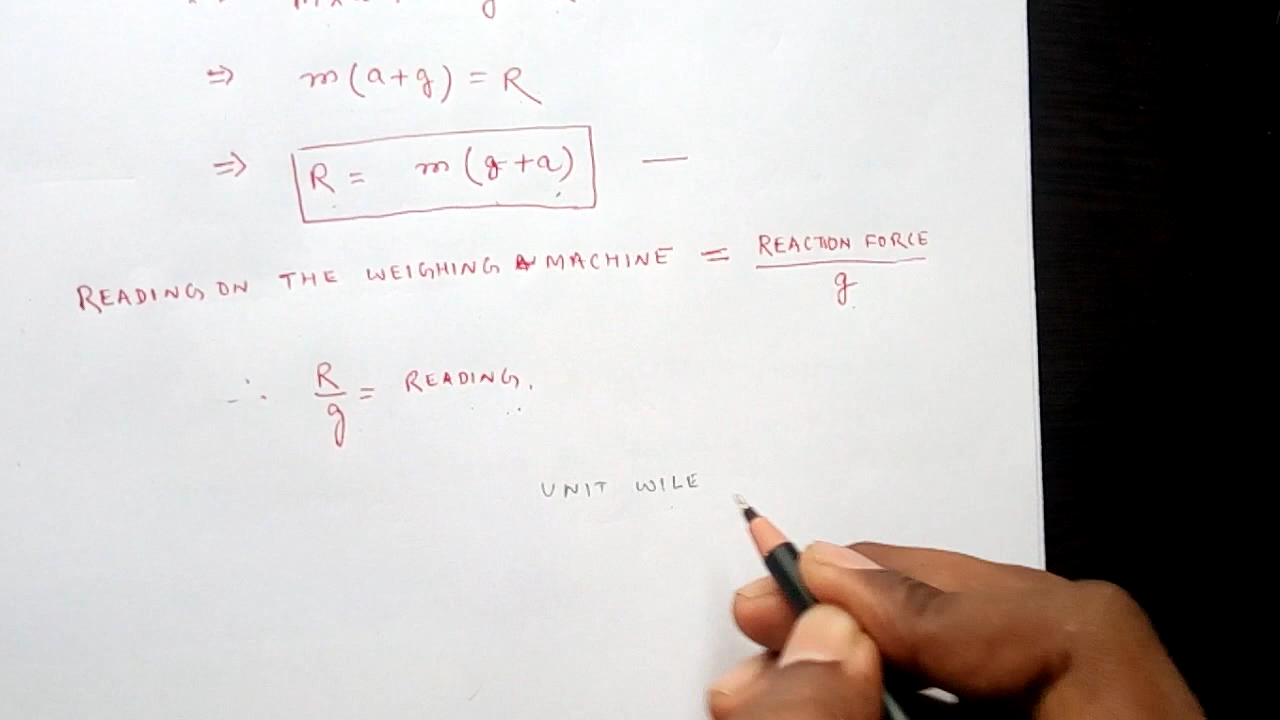 ⇒ m(a+g) = R
⇒ R = m(g+a) —
READING ON THE WEIGHING MACHINE = REACTION FORCE / g
∴ R/g = READING.
UNIT WILE